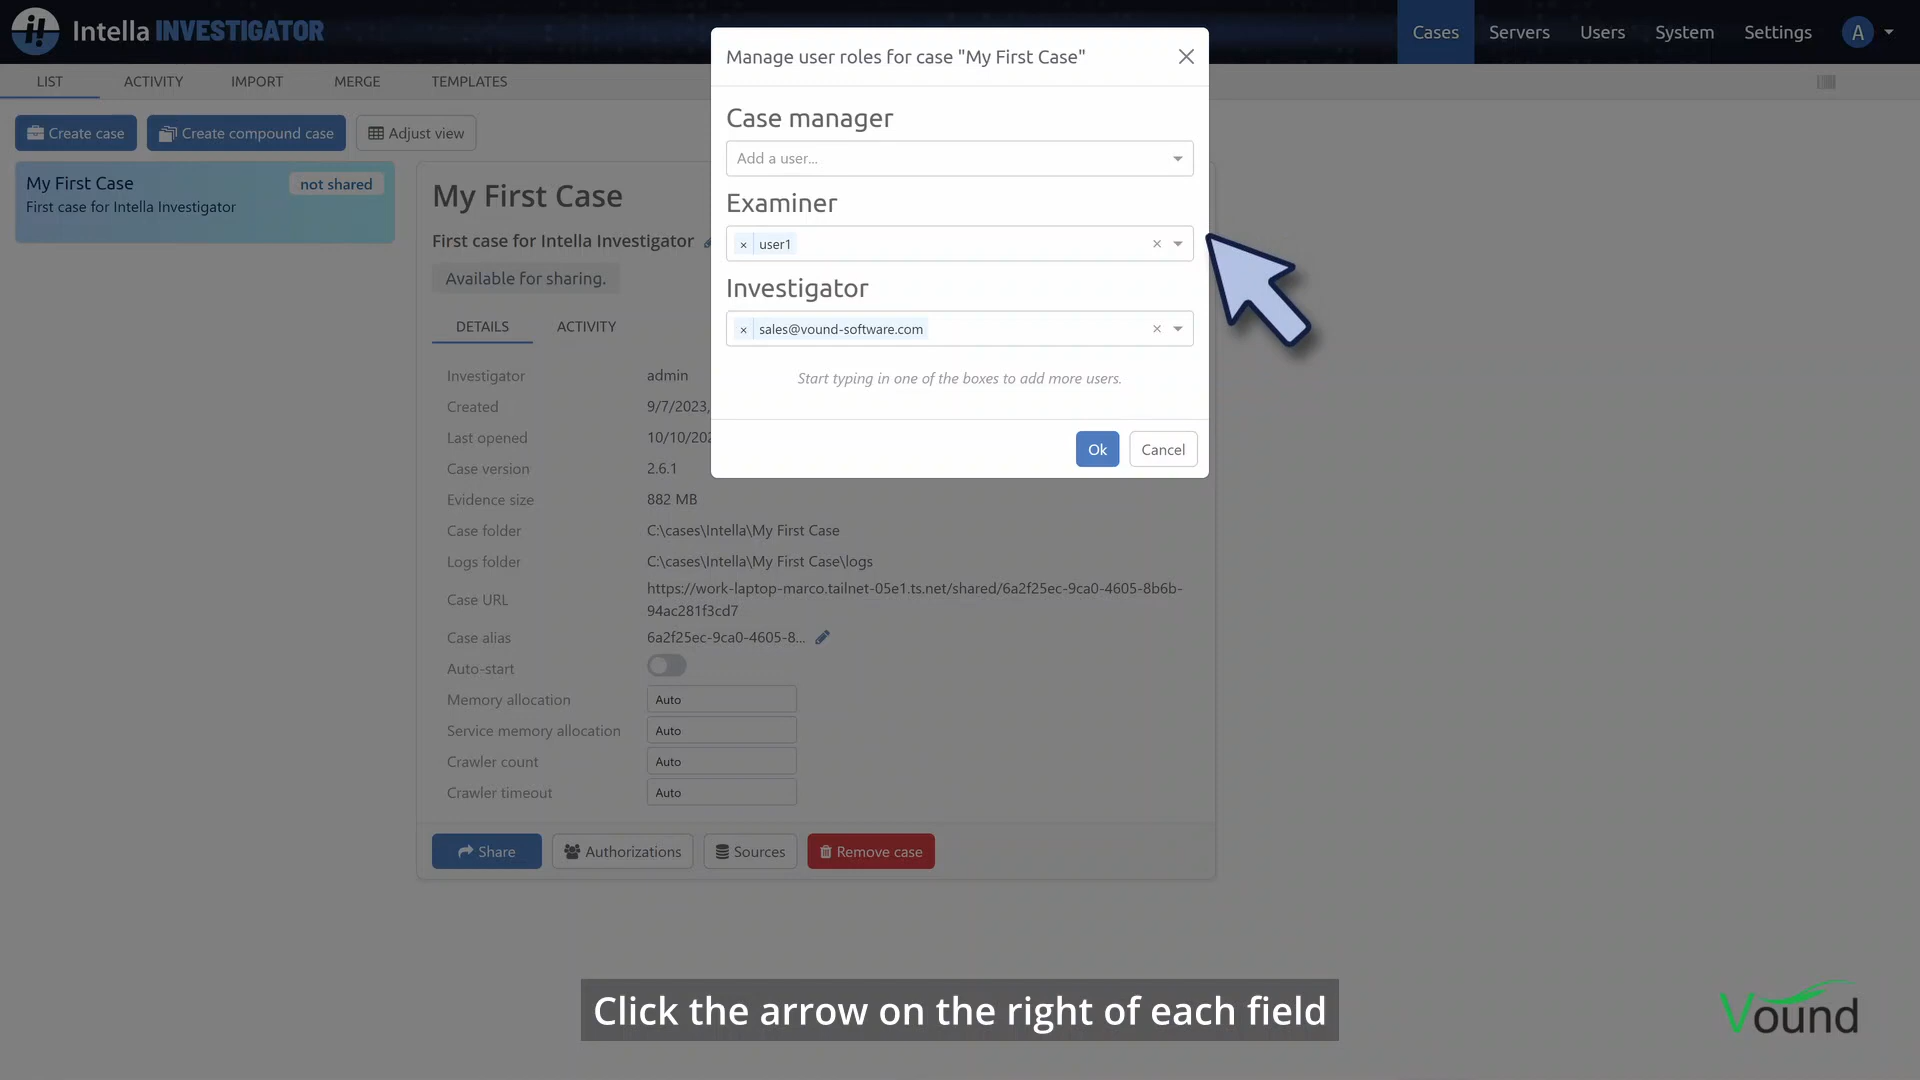 Intella INVESTIGATOR
Cases Servers Users System Settings A
LIST ACTIVITY IMPORT MERGE TEMPLATES
Create case Create compound case Adjust view
My First Case not shared
First case for Intella Investigator
My First Case
First case for Intella Investigator
Available for sharing.
DETAILS ACTIVITY
Investigator admin
Created 9/7/2023,
Last opened 10/10/202
Case version 2.6.1
Evidence size 882 MB
Case folder C:\cases\Intella\My First Case
Logs folder C:\cases\Intella\My First Case\logs
Case URL https://work-laptop-marco.tailnet-05e1.ts.net/shared/6a2f25ec-9ca0-4605-8b6b-
94ac281f3cd7
Case alias 6a2f25ec-9ca0-4605-8...
Auto-start
Memory allocation Auto
Service memory allocation Auto
Crawler count Auto
Crawler timeout Auto
Share Authorizations Sources Remove case
Manage user roles for case "My First Case"
Case manager
Add a user...
Examiner
× user1 ×
Investigator
× sales@vound-software.com ×
Start typing in one of the boxes to add more users.
Ok Cancel
Click the arrow on the right of each field
Vound